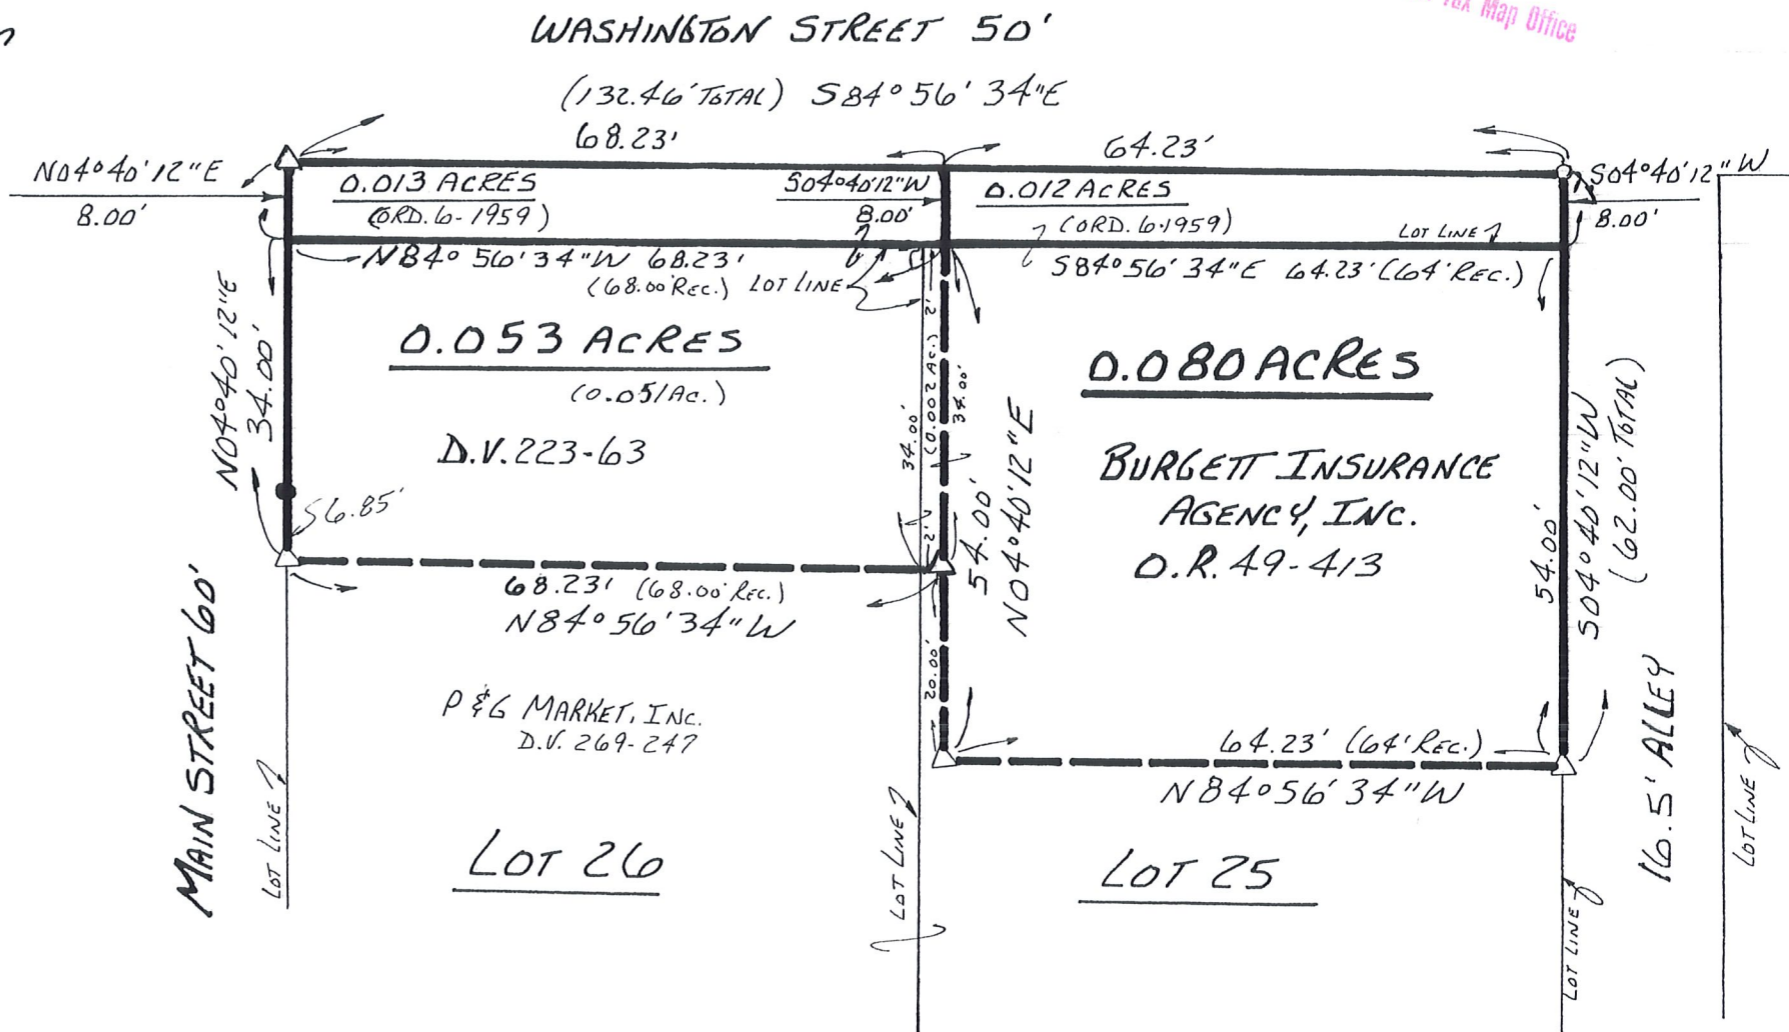 Tax Map Office
WASHINGTON STREET 50'
(132.46' TOTAL) S84°56'34"E
68.23'
64.23'
N04°40'12"E
8.00'
0.013 ACRES
(ORD. 6-1959)
S04°40'12"W
8.00'
0.012 ACRES
(ORD. 6-1959)
LOT LINE
S04°40'12"W
8.00'
N84°56'34"W 68.23'
(68.00' REC.)
LOT LINE
S84°56'34"E 64.23' (64' REC.)
N04°40'12"E
34.00'
0.053 ACRES
(0.051 AC.)
D.V. 223-63
56.85'
2'
(0.002 AC.)
34.00'
34.00'
2'
54.00'
N04°40'12"E
20.00'
0.080 ACRES
BURGETT INSURANCE
AGENCY, INC.
O.R. 49-413
54.00'
S04°40'12"W
(62.00' TOTAL)
68.23' (68.00' REC.)
N84°56'34"W
P & G MARKET, INC.
D.V. 269-247
64.23' (64' REC.)
N84°56'34"W
MAIN STREET 60'
LOT LINE
LOT 26
LOT LINE
LOT 25
LOT LINE
16.5' ALLEY
LOT LINE